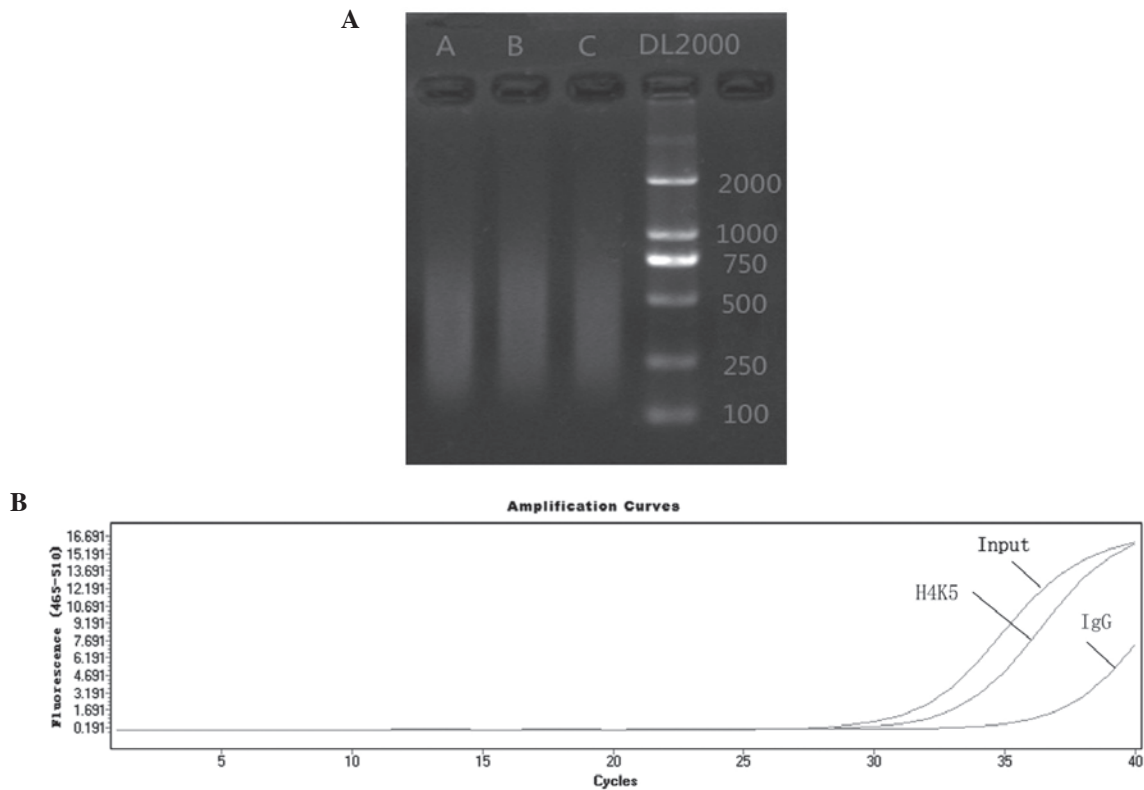 A
A B C DL2000
2000
1000
750
500
250
100
B
Amplification Curves
Fluorescence (465-510)
16.691
15.191
13.691
12.191
10.691
9.191
7.691
6.191
4.691
3.191
1.691
0.191
Input
H4K5
IgG
5 10 15 20 25 30 35 40
Cycles